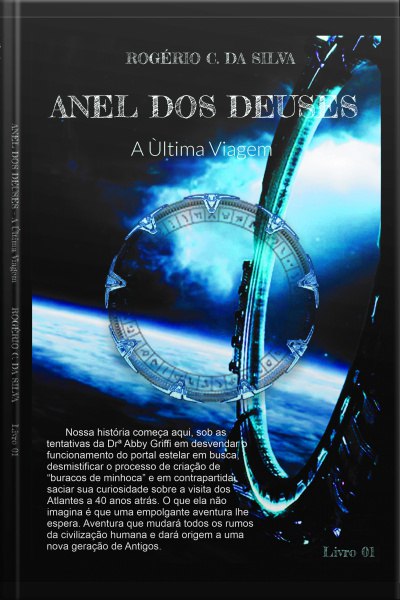 ROGÉRIO C. DA SILVA
ANEL DOS DEUSES
A Ùltima Viagem
Nossa história começa aqui, sob as
tentativas da Drª Abby Griffi em desvendar o
funcionamento do portal estelar em busca
desmistificar o processo de criação de
“buracos de minhoca” e em contrapartida,
saciar sua curiosidade sobre a visita dos
Atlantes a 40 anos atrás. O que ela não
imagina é que uma empolgante aventura lhe
espera. Aventura que mudará todos os rumos
da civilização humana e dará origem a uma
nova geração de Antigos.
Livro 01
ANEL DOS DEUSES - A Ùltima Viagem
ROGÉRIO C. DA SILVA
Livro 01